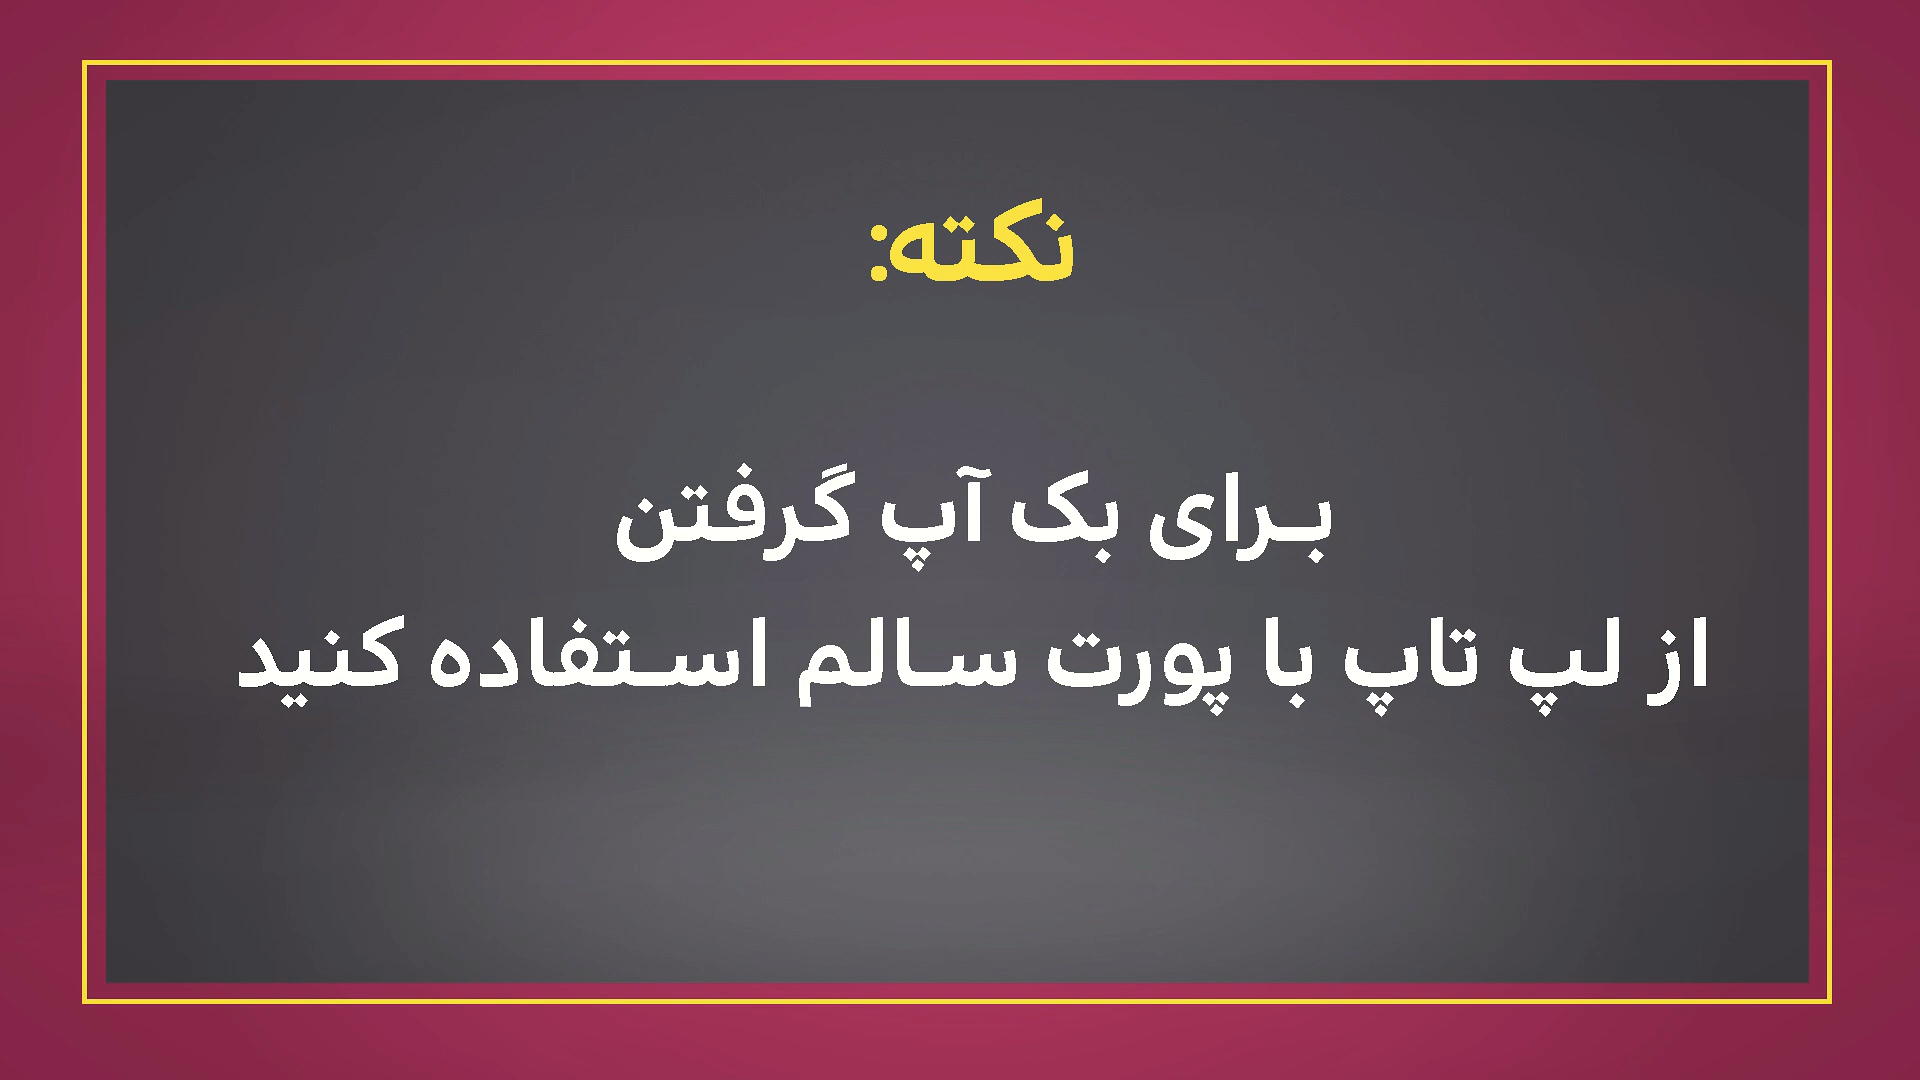 نکته:
برای بک آپ گرفتن
از لپ تاپ با پورت سالم استفاده کنید